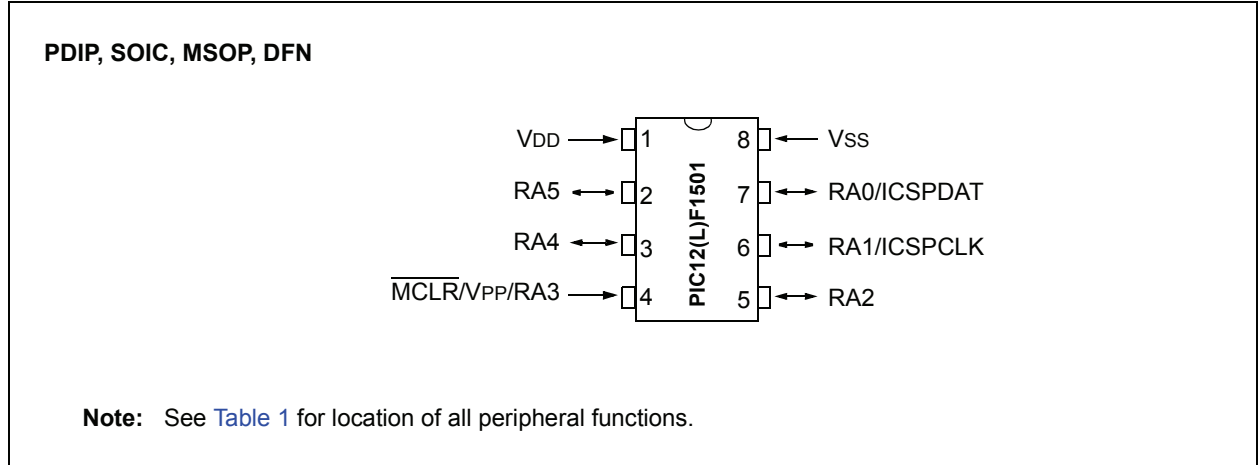 PDIP, SOIC, MSOP, DFN
VDD 1 8 VSS
RA5 2 7 RA0/ICSPDAT
RA4 3 6 RA1/ICSPCLK
MCLR/VPP/RA3 4 5 RA2
PIC12(L)F1501
Note: See Table 1 for location of all peripheral functions.